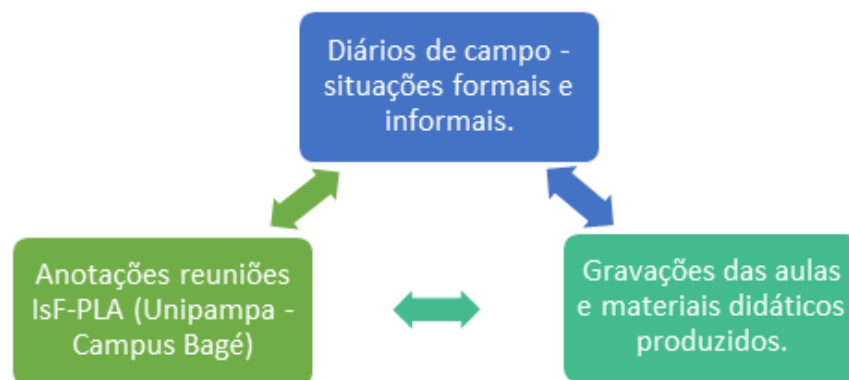 Diários de campo -
situações formais e
informais.
Anotações reuniões
IsF-PLA (Unipampa -
Campus Bagé)
Gravações das aulas
e materiais didáticos
produzidos.